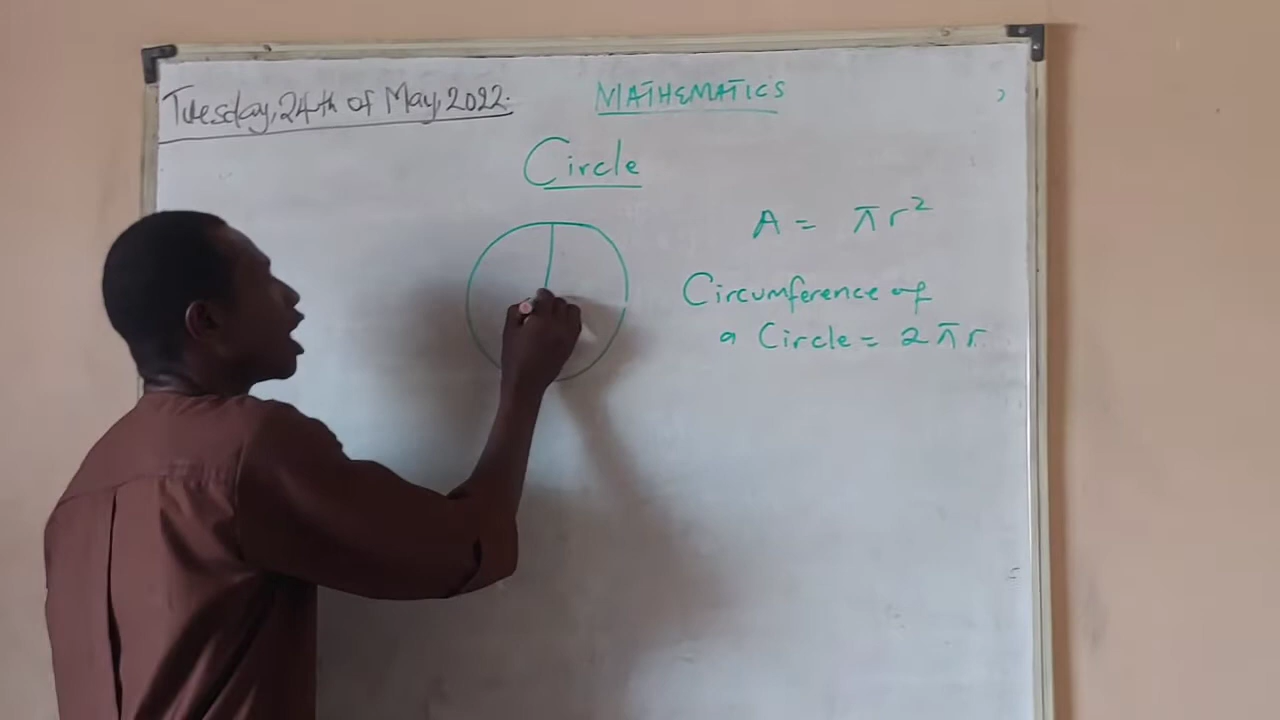 Tuesday, 24th of May, 2022.
MATHEMATICS
Circle
A = πr²
Circumference of
a Circle = 2πr